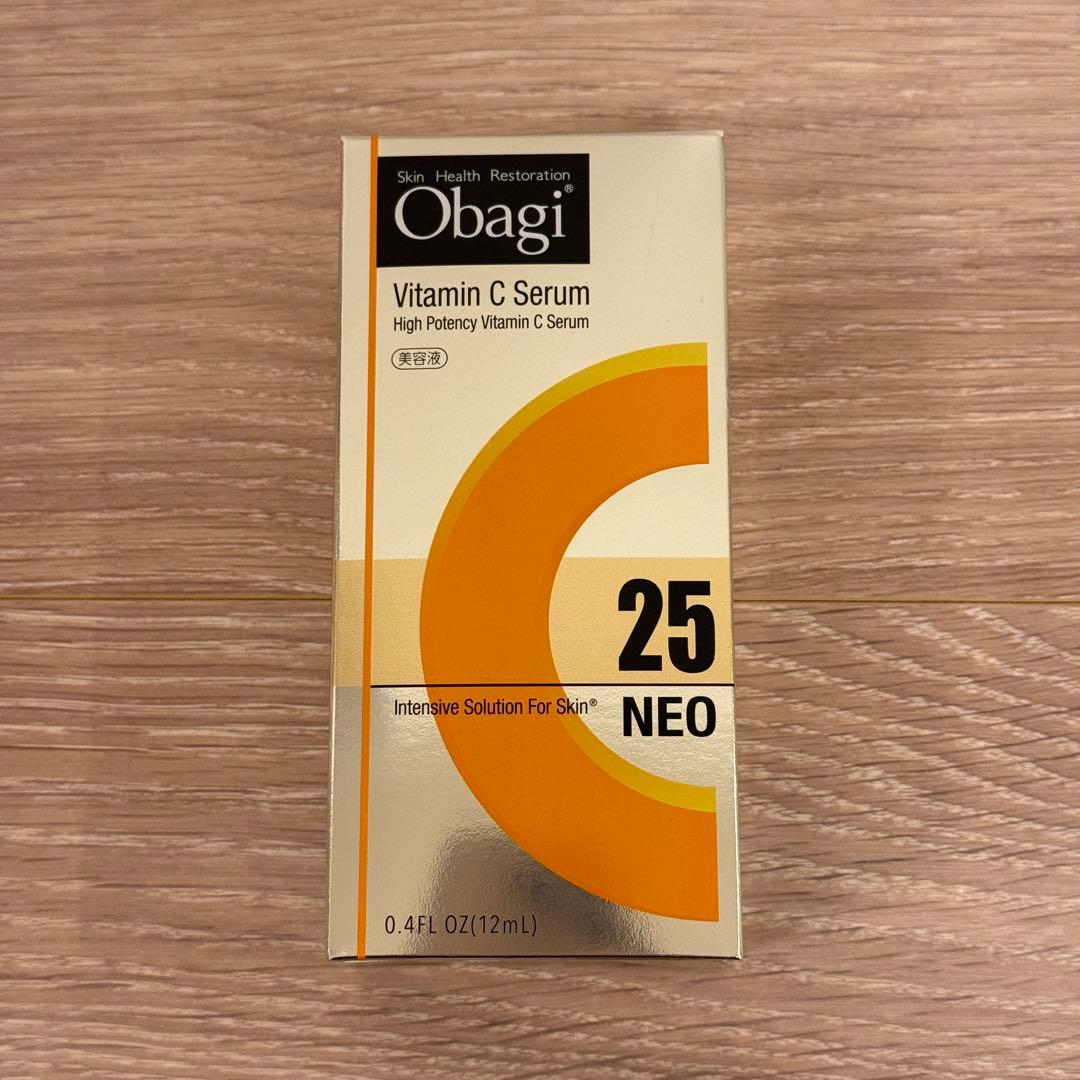 Skin Health Restoration
Obagi®
Vitamin C Serum
High Potency Vitamin C Serum
美容液
25
Intensive Solution For Skin®
NEO
0.4FL OZ(12mL)